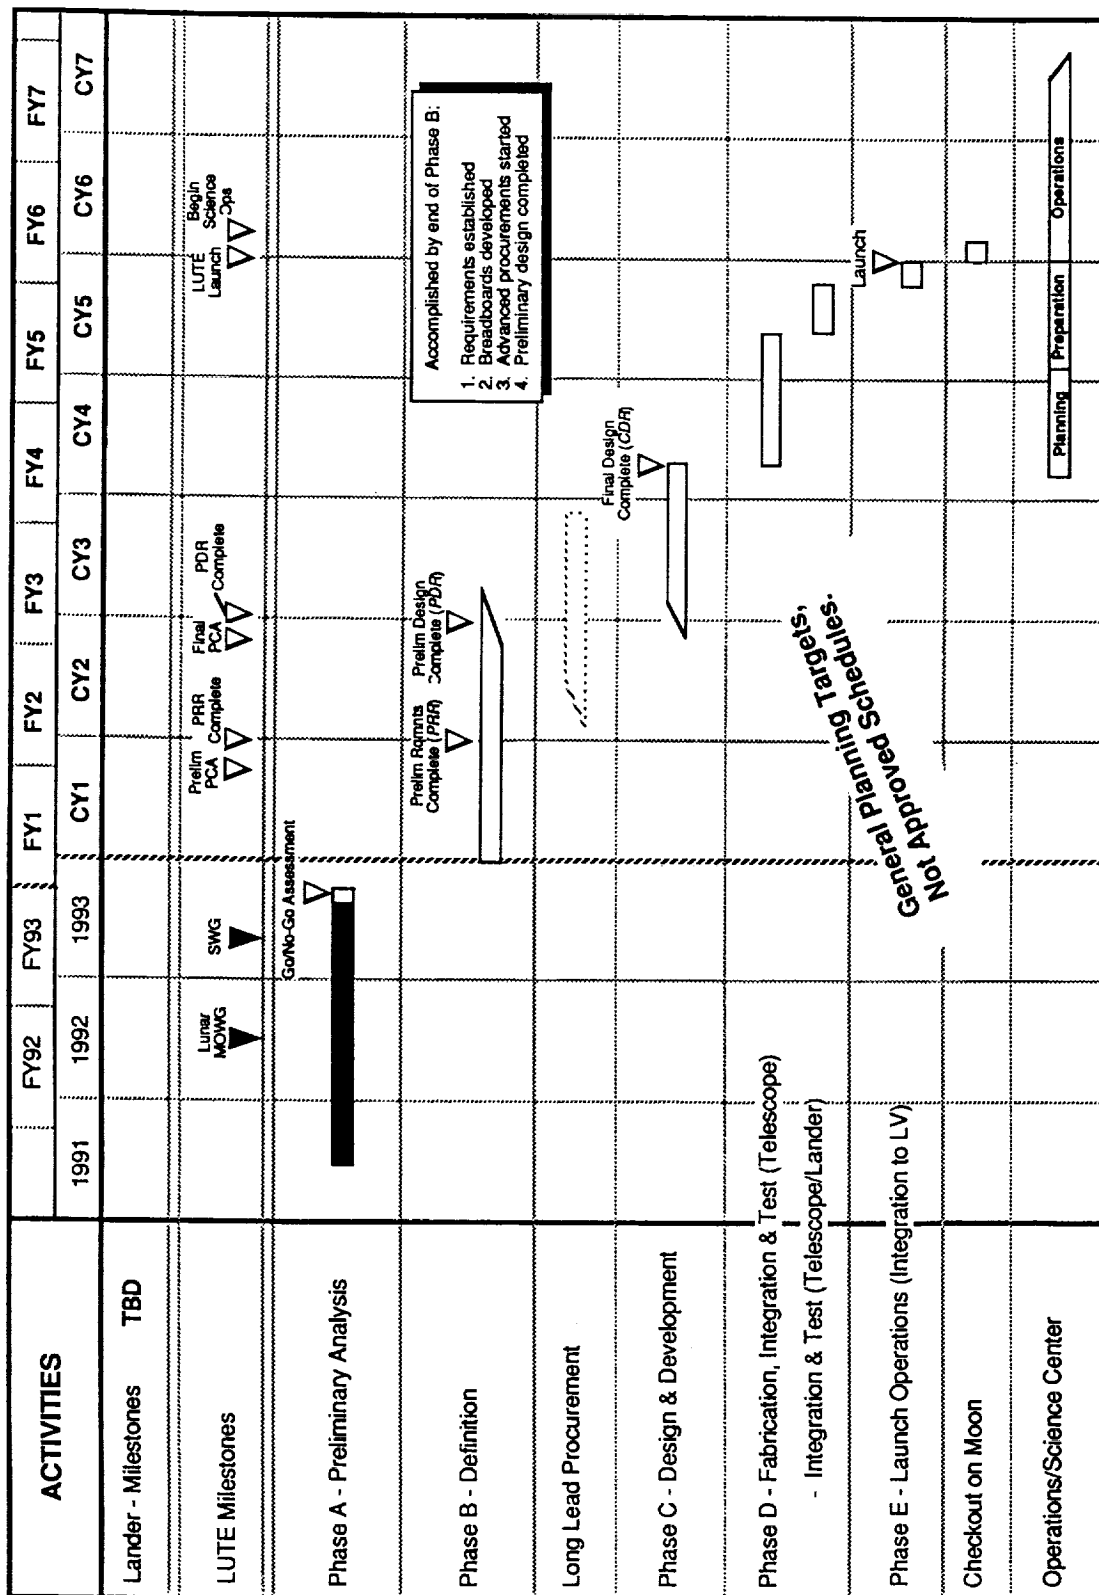 ACTIVITIES
FY92
FY93
FY1
FY2
FY3
FY4
FY5
FY6
FY7
1991
1992
1993
CY1
CY2
CY3
CY4
CY5
CY6
CY7
Lander - Milestones TBD
LUTE Milestones
Lunar
MOWG
SWG
Prelim
PCA
PRR
Complete
Final
PCA
PDR
Complete
LUTE
Launch
Begin
Science
Phase A - Preliminary Analysis
Go/No-Go Assessment
Phase B - Definition
Prelim Rqmnts
Complete (PRR)
Prelim Design
Complete (PDR)
Accomplished by end of Phase B:
1. Requirements established
2. Breadboards developed
3. Advanced procurements started
4. Preliminary design completed
Long Lead Procurement
Phase C - Design & Development
Final Design
Complete (CDR)
Phase D - Fabrication, Integration & Test (Telescope)
- Integration & Test (Telescope/Lander)
Phase E - Launch Operations (Integration to LV)
Launch
General Planning Targets,
Not Approved Schedules.
Checkout on Moon
Operations/Science Center
Planning
Preparation
Operations